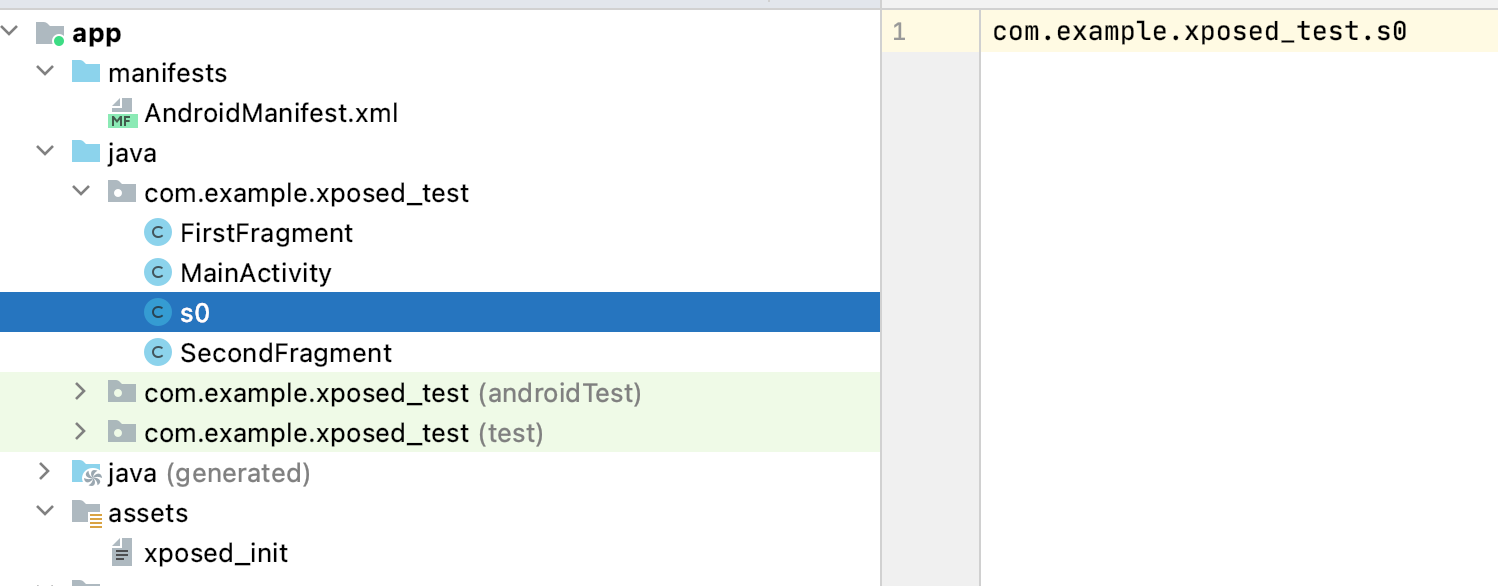 app
manifests
MF AndroidManifest.xml
java
com.example.xposed_test
C FirstFragment
C MainActivity
C s0
C SecondFragment
com.example.xposed_test (androidTest)
com.example.xposed_test (test)
java (generated)
assets
xposed_init
1 com.example.xposed_test.s0